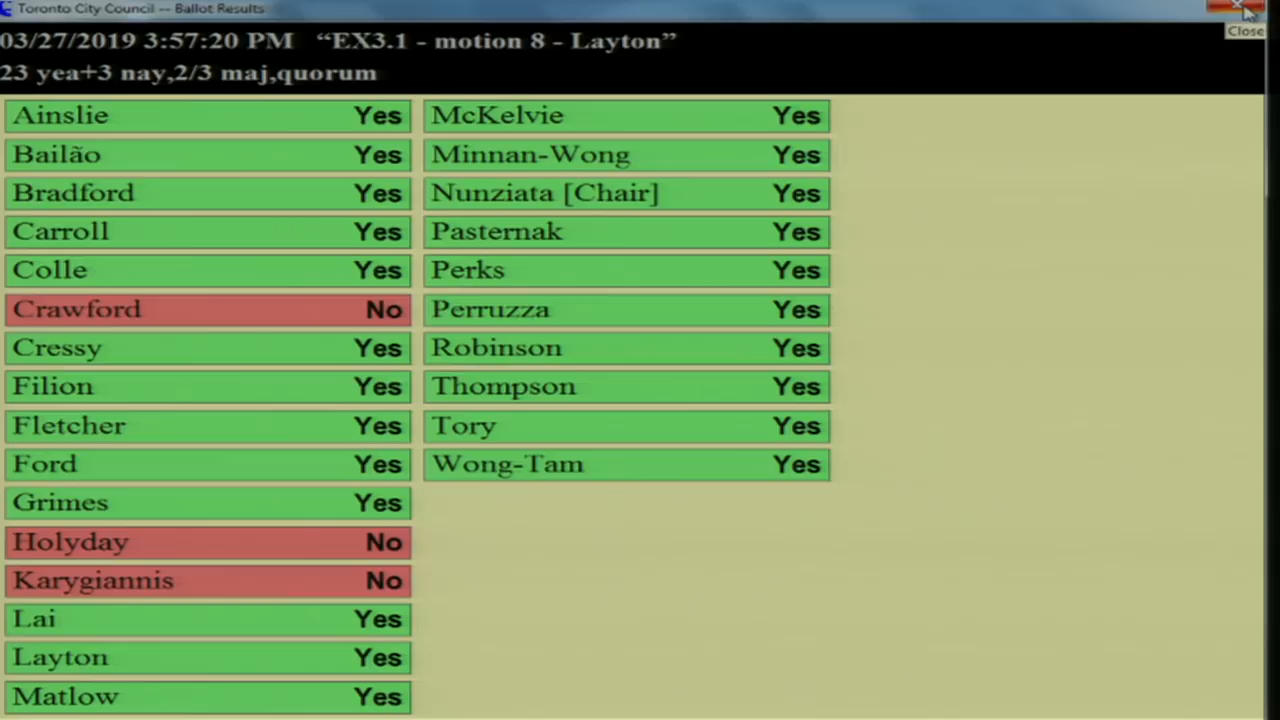 Toronto City Council -- Ballot Results
Close
03/27/2019 3:57:20 PM “EX3.1 - motion 8 - Layton”
23 yea+3 nay,2/3 maj,quorum
Ainslie Yes
Bailão Yes
Bradford Yes
Carroll Yes
Colle Yes
Crawford No
Cressy Yes
Filion Yes
Fletcher Yes
Ford Yes
Grimes Yes
Holyday No
Karygiannis No
Lai Yes
Layton Yes
Matlow Yes
McKelvie Yes
Minnan-Wong Yes
Nunziata [Chair] Yes
Pasternak Yes
Perks Yes
Perruzza Yes
Robinson Yes
Thompson Yes
Tory Yes
Wong-Tam Yes